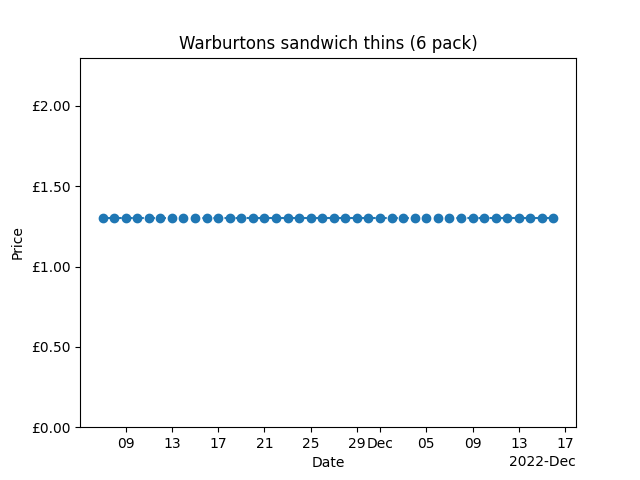 Warburtons sandwich thins (6 pack)
£2.00
£1.50
£1.00
£0.50
£0.00
Price
09 13 17 21 25 29 Dec 05 09 13 17
Date
2022-Dec